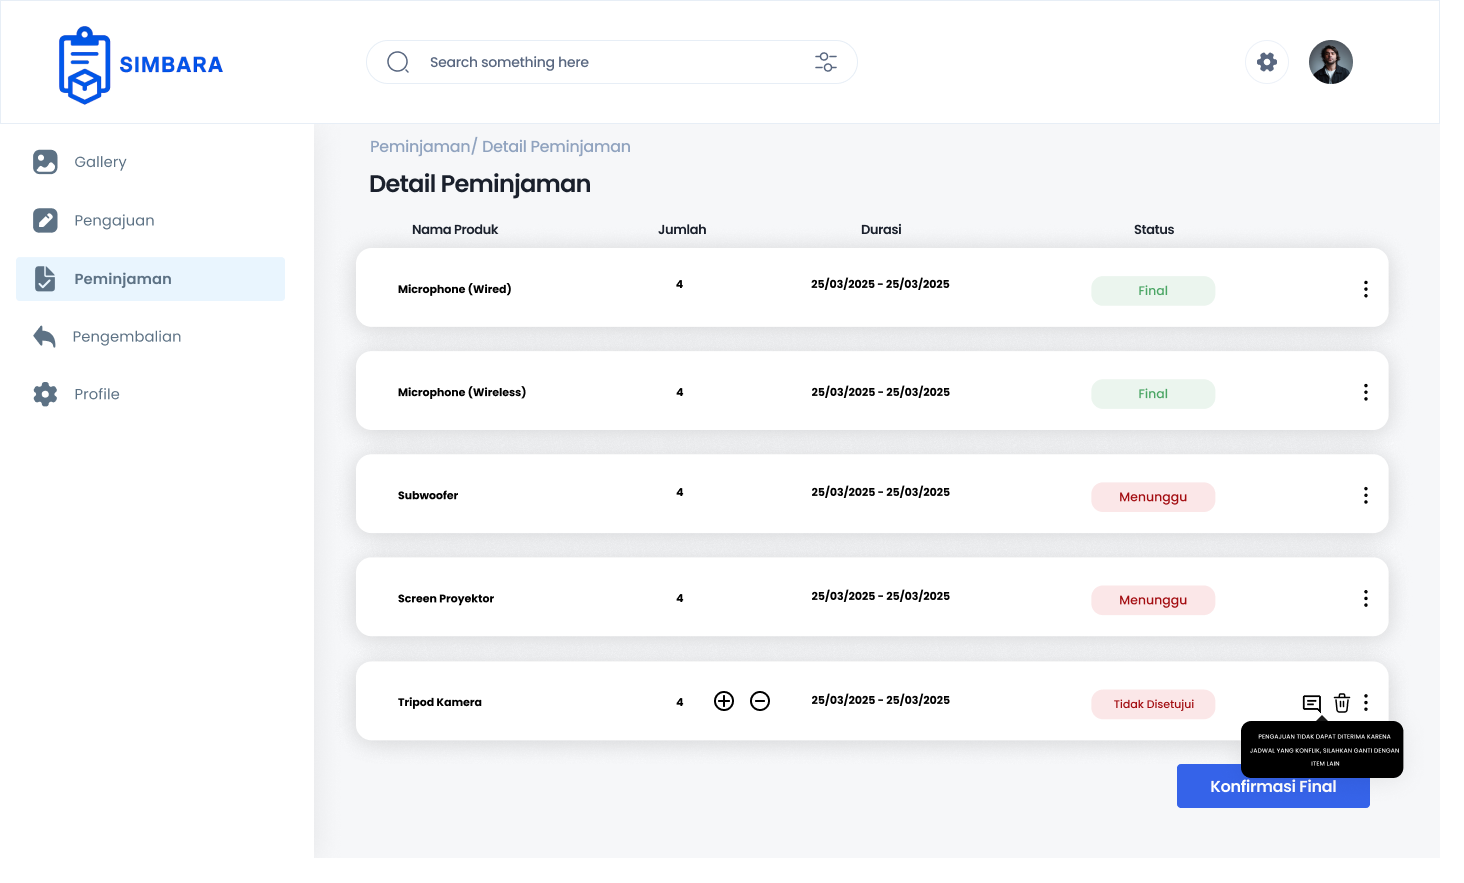 SIMBARA
Search something here
Gallery
Pengajuan
Peminjaman
Pengembalian
Profile
Peminjaman/ Detail Peminjaman
Detail Peminjaman
Nama Produk Jumlah Durasi Status
Microphone (Wired) 4 25/03/2025 - 25/03/2025 Final
Microphone (Wireless) 4 25/03/2025 - 25/03/2025 Final
Subwoofer 4 25/03/2025 - 25/03/2025 Menunggu
Screen Proyektor 4 25/03/2025 - 25/03/2025 Menunggu
Tripod Kamera 4 25/03/2025 - 25/03/2025 Tidak Disetujui
PENGAJUAN TIDAK DAPAT DITERIMA KARENA
JADWAL YANG KONFLIK, SILAHKAN GANTI DENGAN
ITEM LAIN
Konfirmasi Final